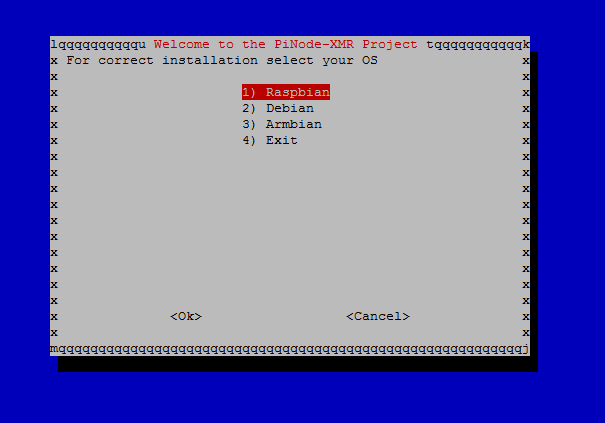 lqqqqqqqqqqu Welcome to the PiNode-XMR Project tqqqqqqqqqqqk
x For correct installation select your OS x
x x
x 1) Raspbian x
x 2) Debian x
x 3) Armbian x
x 4) Exit x
x x
x x
x x
x x
x x
x x
x x
x x
x x
x x
x <Ok> <Cancel> x
x x
mqqqqqqqqqqqqqqqqqqqqqqqqqqqqqqqqqqqqqqqqqqqqqqqqqqqqqqqqqqj